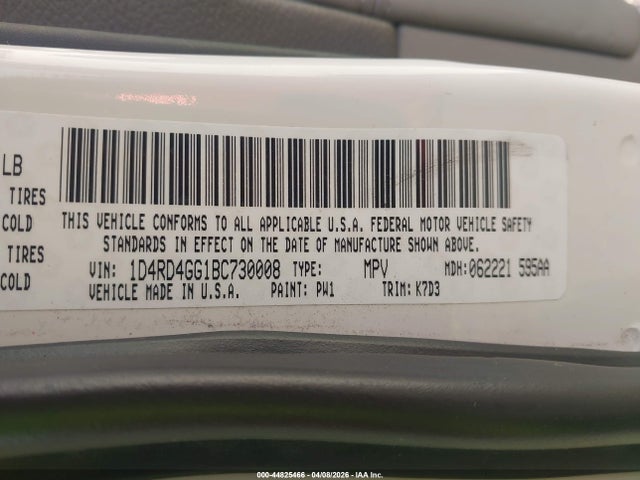 LB
TIRES
COLD
TIRES
COLD
THIS VEHICLE CONFORMS TO ALL APPLICABLE U.S.A. FEDERAL MOTOR VEHICLE SAFETY
STANDARDS IN EFFECT ON THE DATE OF MANUFACTURE SHOWN ABOVE.
VIN: 1D4RD4GG1BC730008 TYPE: MPV MDH:062221 595AA
VEHICLE MADE IN U.S.A. PAINT: PW1 TRIM: K7D3
000-44825466 - 04/08/2026 - IAA Inc.